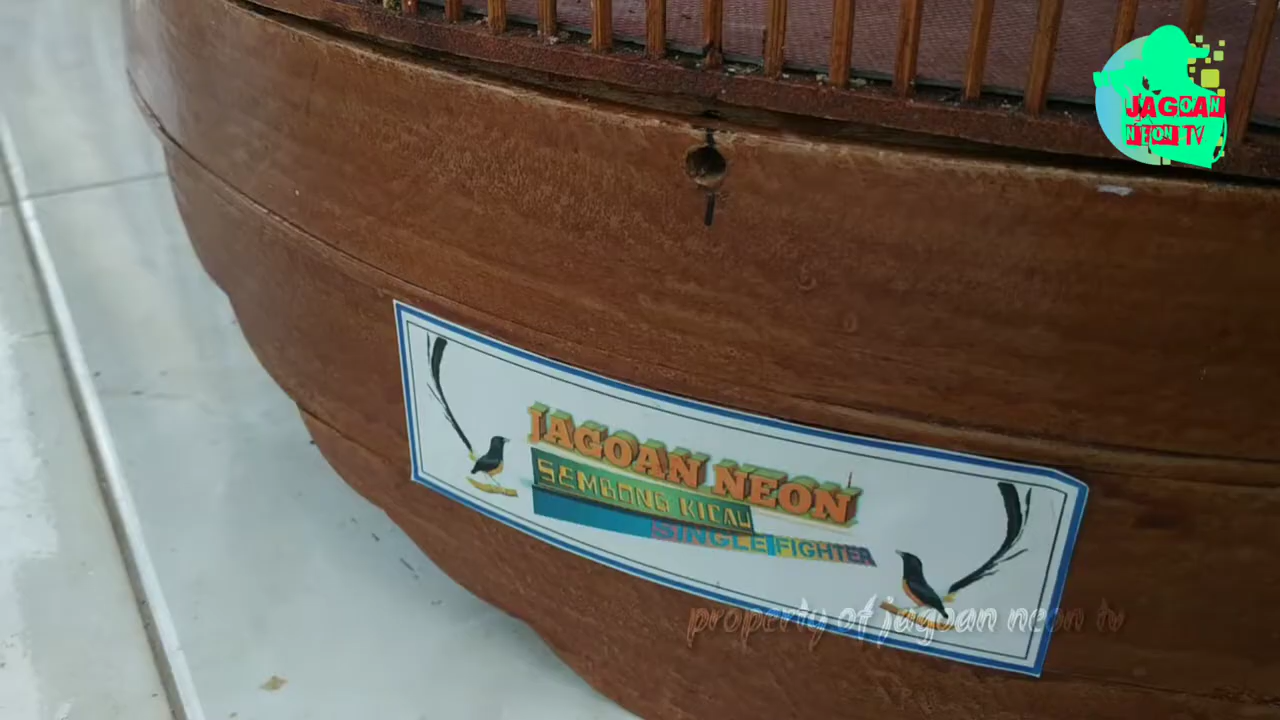 JAGOAN
NEON TV
JAGOAN NEON
SEMBONG KICAU
SINGLE FIGHTER
property of jagoan neon tv